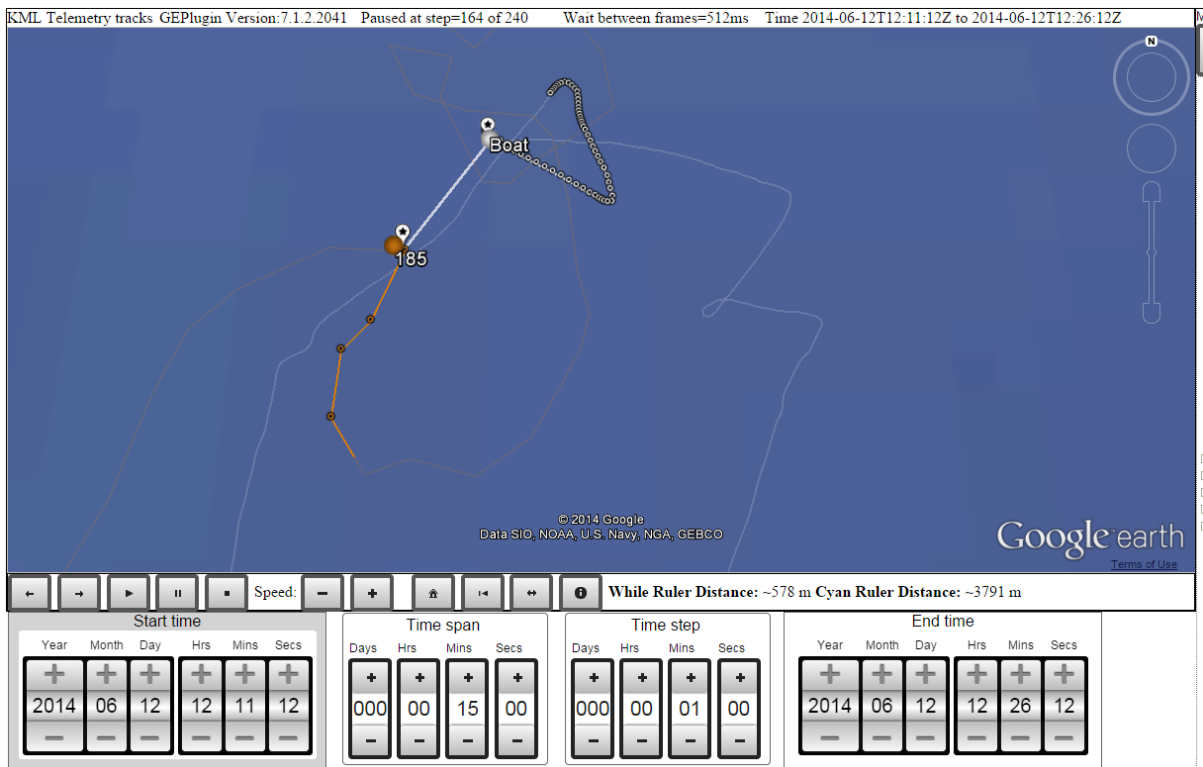 KML Telemetry tracks GEPlugin Version:7.1.2.2041 Paused at step=164 of 240 Wait between frames=512ms Time 2014-06-12T12:11:12Z to 2014-06-12T12:26:12Z
N
Boat
185
© 2014 Google
Data SIO, NOAA, U.S. Navy, NGA, GEBCO
Google earth
Terms of Use
Speed: While Ruler Distance: ~578 m Cyan Ruler Distance: ~3791 m
Start time
Year Month Day Hrs Mins Secs
2014 06 12 12 11 12
Time span
Days Hrs Mins Secs
000 00 15 00
Time step
Days Hrs Mins Secs
000 00 01 00
End time
Year Month Day Hrs Mins Secs
2014 06 12 12 26 12